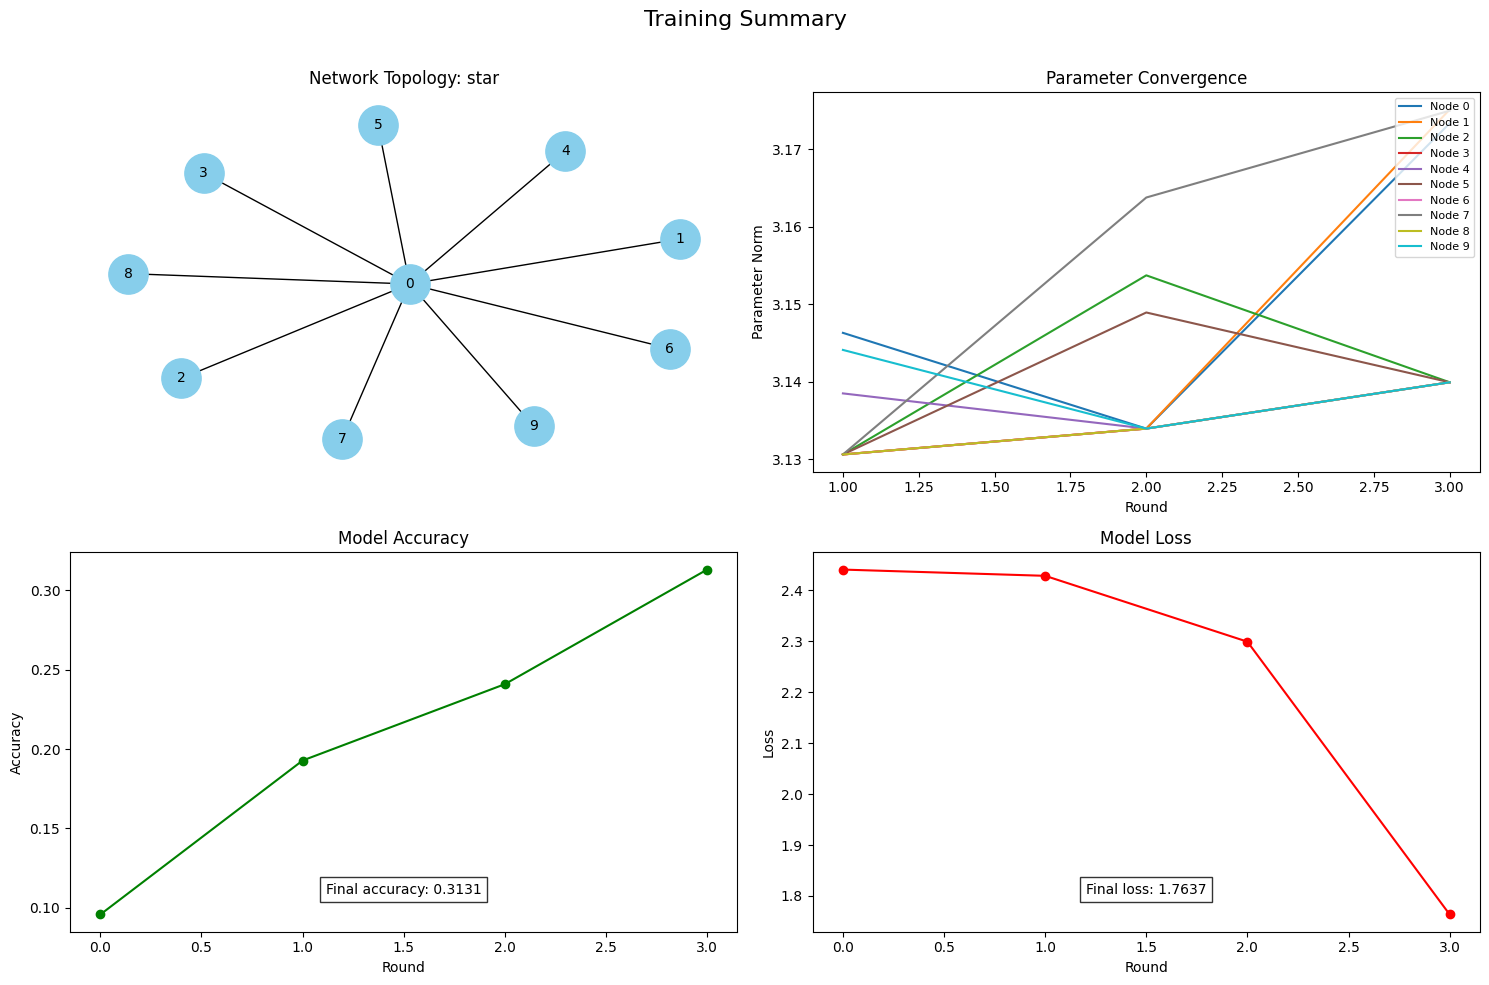 Training Summary
Network Topology: star
5
4
3
1
8
0
6
2
9
7
Parameter Convergence
Parameter Norm
3.17
3.16
3.15
3.14
3.13
1.00 1.25 1.50 1.75 2.00 2.25 2.50 2.75 3.00
Round
Node 0
Node 1
Node 2
Node 3
Node 4
Node 5
Node 6
Node 7
Node 8
Node 9
Model Accuracy
Accuracy
0.30
0.25
0.20
0.15
0.10
Final accuracy: 0.3131
0.0 0.5 1.0 1.5 2.0 2.5 3.0
Round
Model Loss
Loss
2.4
2.3
2.2
2.1
2.0
1.9
1.8
Final loss: 1.7637
0.0 0.5 1.0 1.5 2.0 2.5 3.0
Round